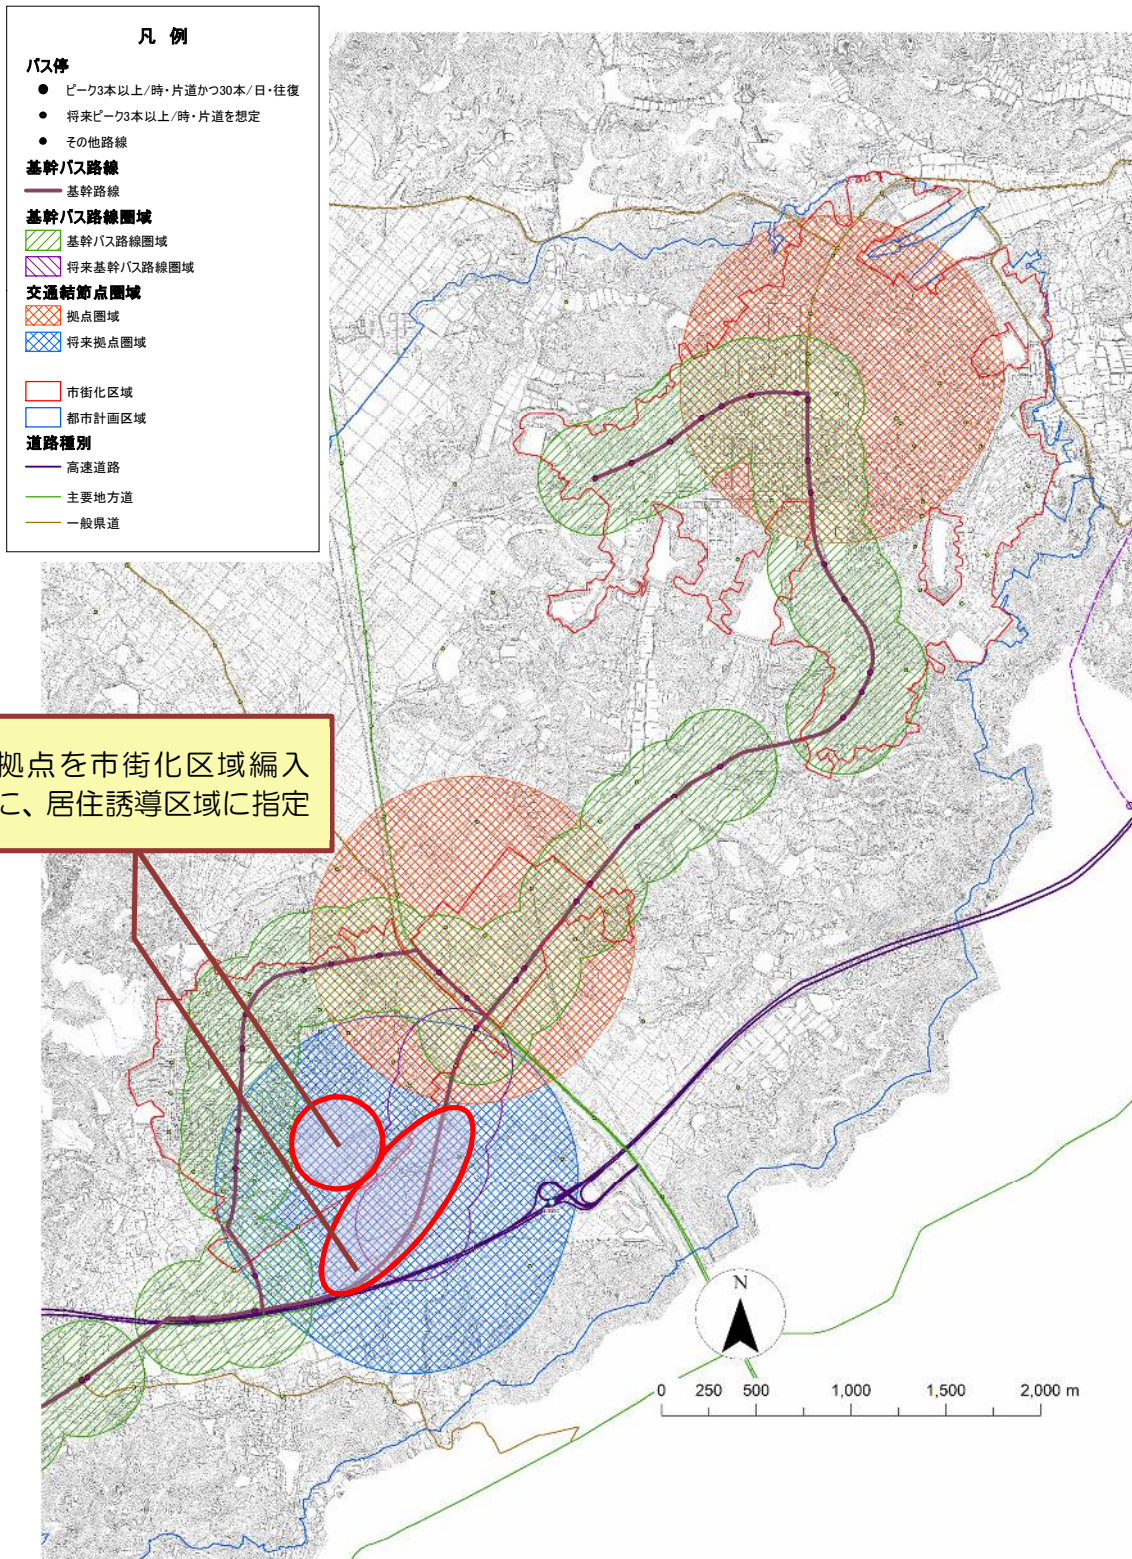 凡 例
バス停
ピーク3本以上/時・片道かつ30本/日・往復
将来ピーク3本以上/時・片道を想定
その他路線
基幹バス路線
基幹路線
基幹バス路線圏域
基幹バス路線圏域
将来基幹バス路線圏域
交通結節点圏域
拠点圏域
将来拠点圏域
市街化区域
都市計画区域
道路種別
高速道路
主要地方道
一般県道
拠点を市街化区域編入
に、居住誘導区域に指定
N
0 250 500 1,000 1,500 2,000 m